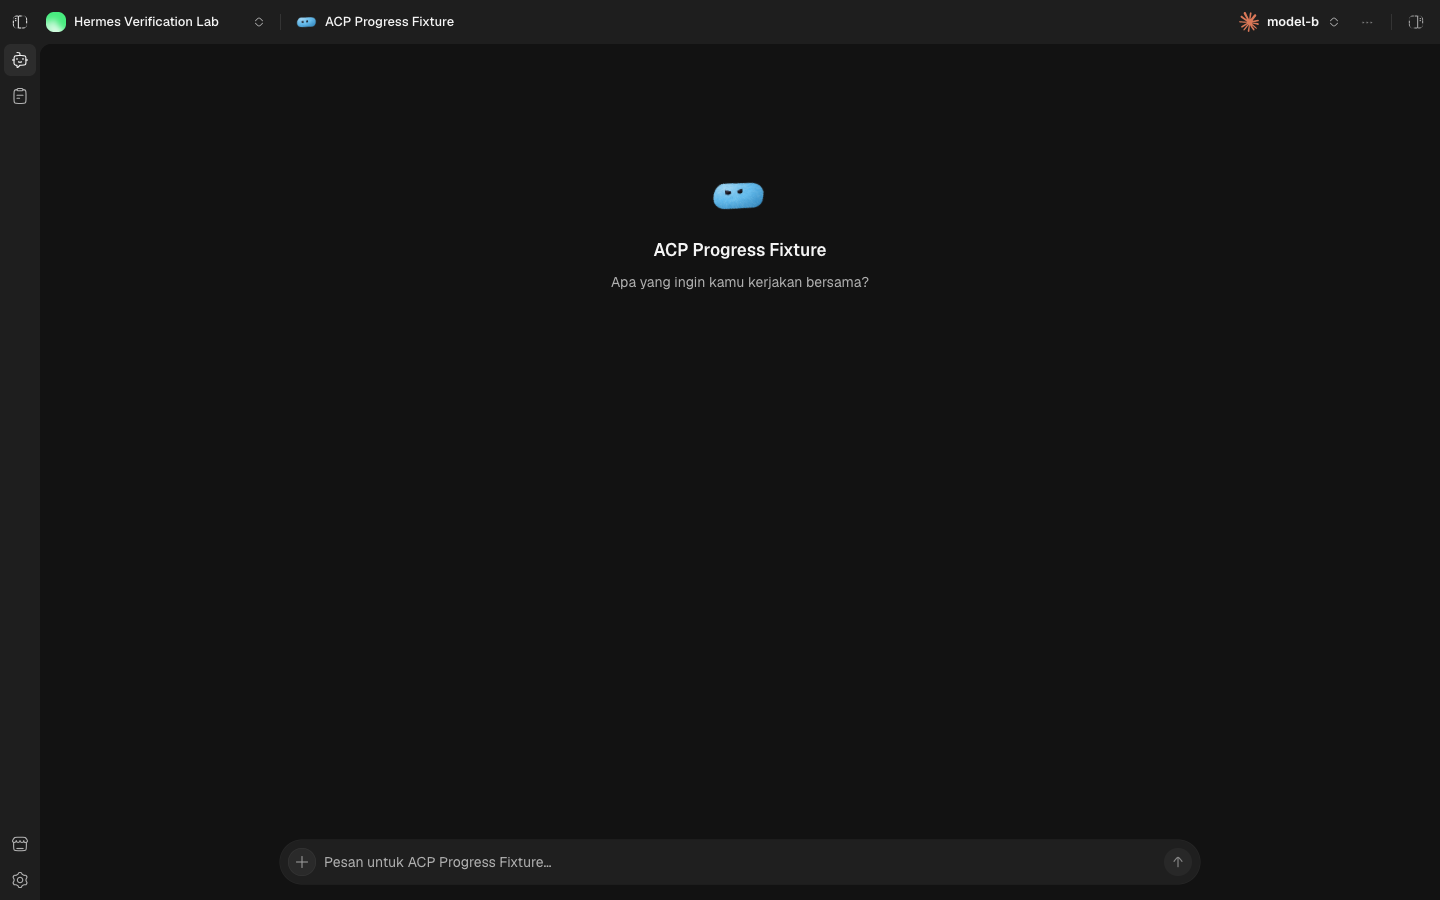 Hermes Verification Lab
ACP Progress Fixture
model-b
ACP Progress Fixture
Apa yang ingin kamu kerjakan bersama?
Pesan untuk ACP Progress Fixture...